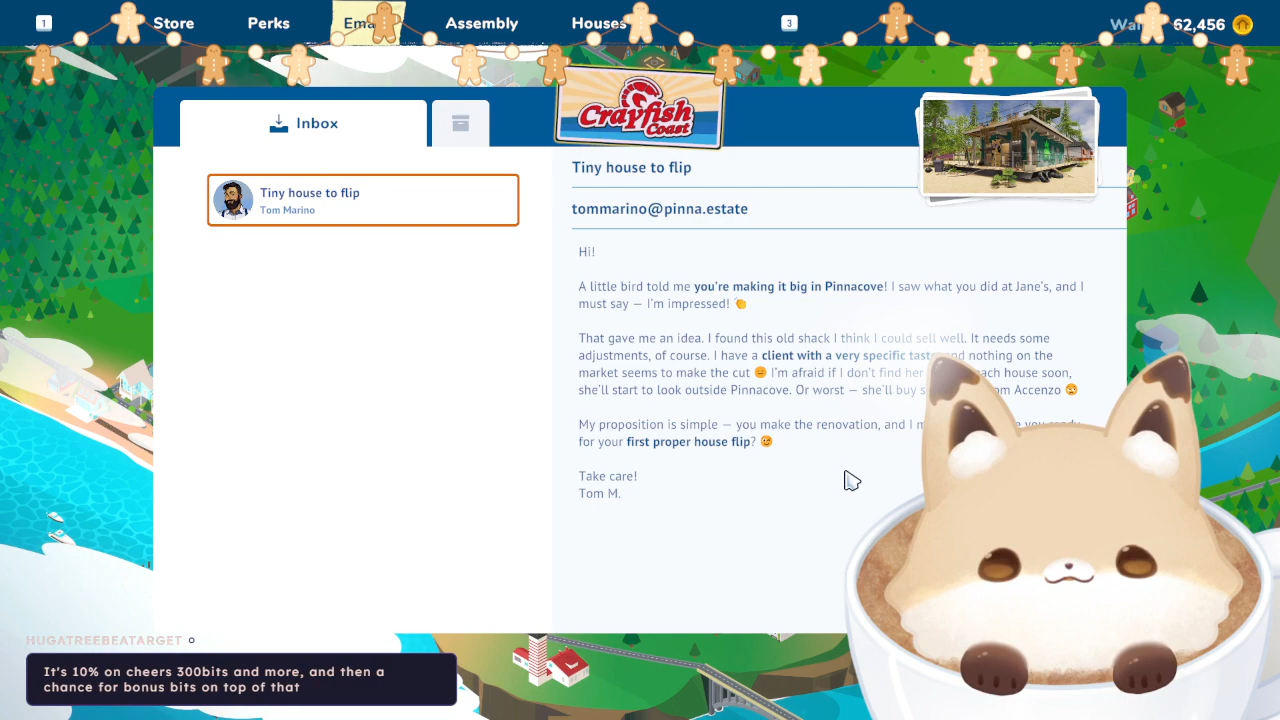 1
Store
Perks
Assembly
Houses
3
62,456
Inbox
Crayfish
Coast
Tiny house to flip
Tiny house to flip
Tom Marino
tommarino@pinna.estate
Hi!
A little bird told me you're making it big in Pinnacove! I saw what you did at Jane's, and I
must say — I'm impressed! 👏
That gave me an idea. I found this old shack I think I could sell well. It needs some
adjustments, of course. I have a client with a very specific taste and nothing on the
market seems to make the cut I'm afraid if I don't find her house soon,
she'll start to look outside Pinnacove. Or worst — she'll buy Accenzo
My proposition is simple — you make the renovation, and I
for your first proper house flip? 😉
Take care!
Tom M.
HUGATREEBEATARGET
It's 10% on cheers 300bits and more, and then a
chance for bonus bits on top of that